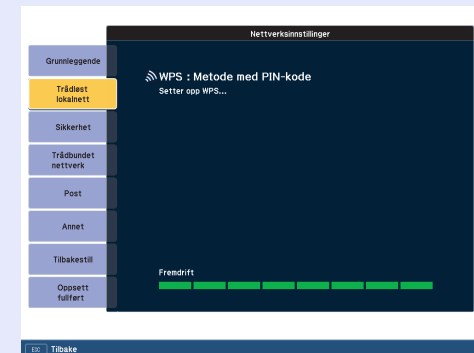 Nettverksinnstillinger
Grunnleggende
Trådløst
lokalnett
Sikkerhet
Trådbundet
nettverk
Post
Annet
Tilbakestill
Oppsett
fullført
WPS : Metode med PIN-kode
Setter opp WPS...
Fremdrift
ESC Tilbake